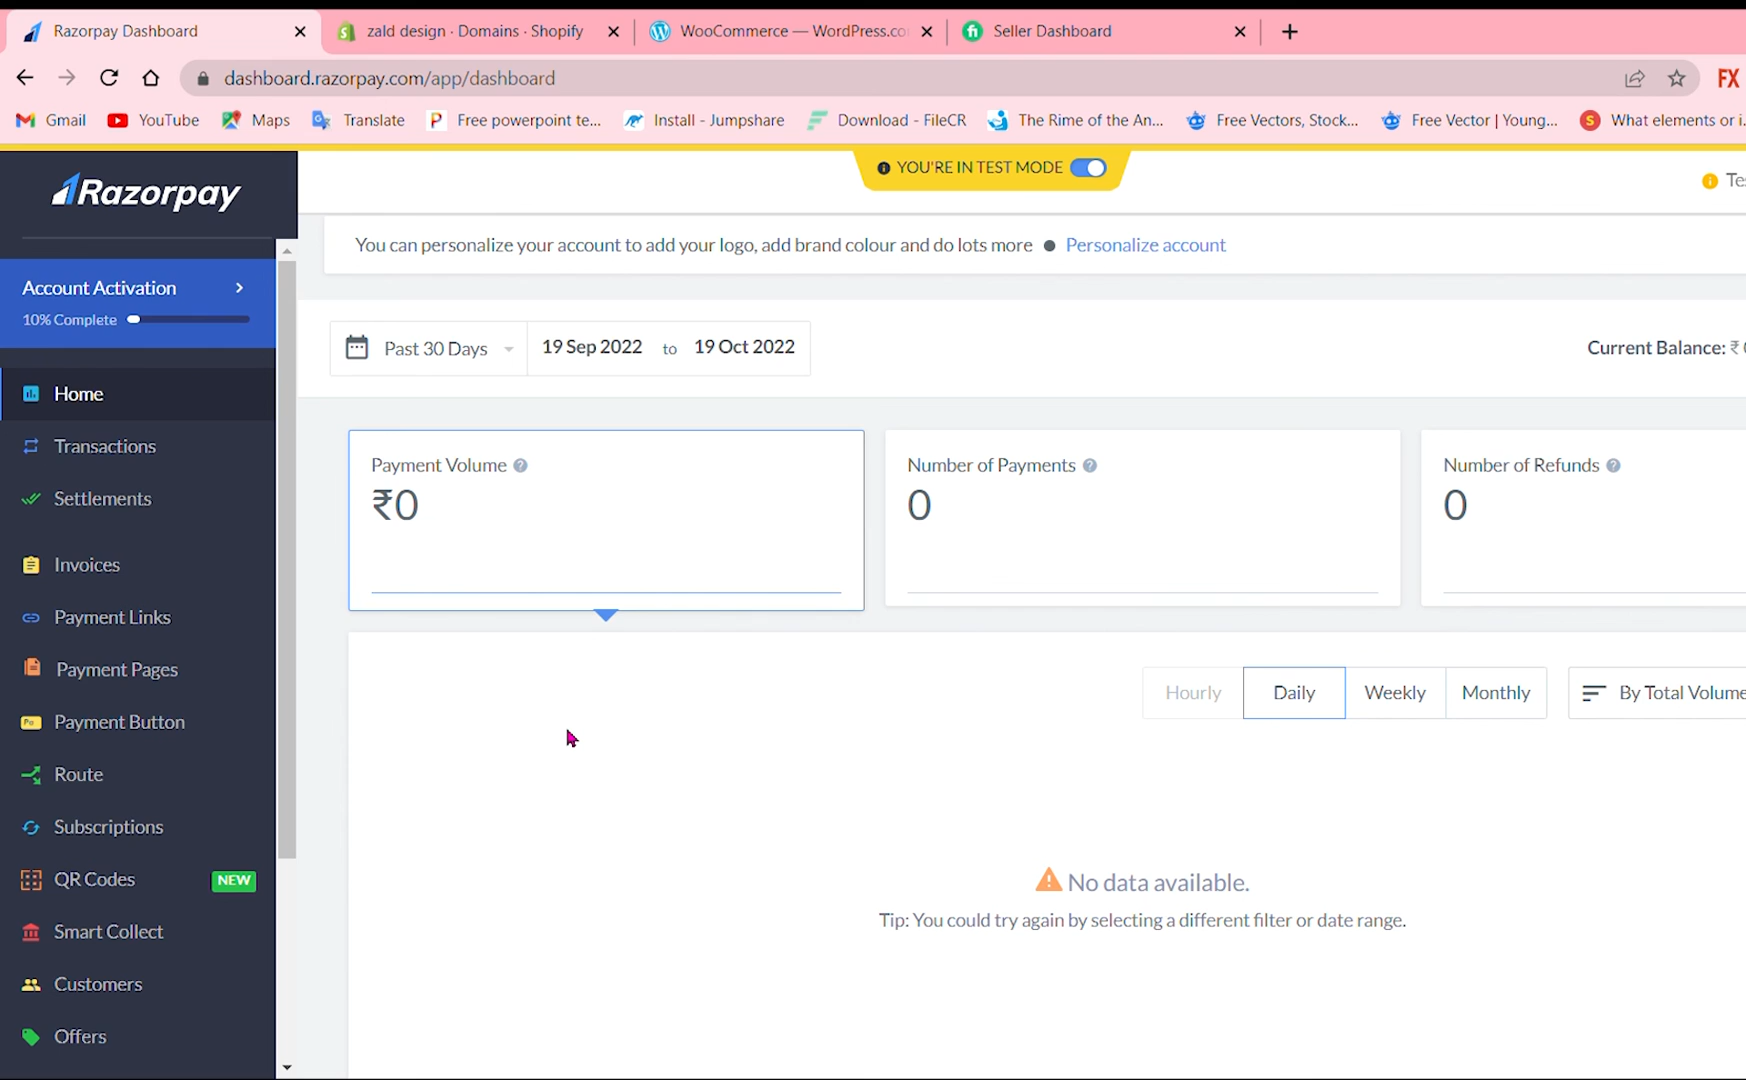 Razorpay Dashboard
zald design · Domains · Shopify
WooCommerce — WordPress.co
Seller Dashboard
dashboard.razorpay.com/app/dashboard
FX
Gmail
YouTube
Maps
Translate
Free powerpoint te...
Install - Jumpshare
Download - FileCR
The Rime of the An...
Free Vectors, Stock...
Free Vector | Young...
What elements or i...
Razorpay
YOU'RE IN TEST MODE
You can personalize your account to add your logo, add brand colour and do lots more
Personalize account
Account Activation
10% Complete
Past 30 Days
19 Sep 2022 to 19 Oct 2022
Current Balance: ₹
Home
Transactions
Settlements
Invoices
Payment Links
Payment Pages
Payment Button
Route
Subscriptions
QR Codes NEW
Smart Collect
Customers
Offers
Payment Volume
₹0
Number of Payments
0
Number of Refunds
0
Hourly
Daily
Weekly
Monthly
By Total Volume
No data available.
Tip: You could try again by selecting a different filter or date range.